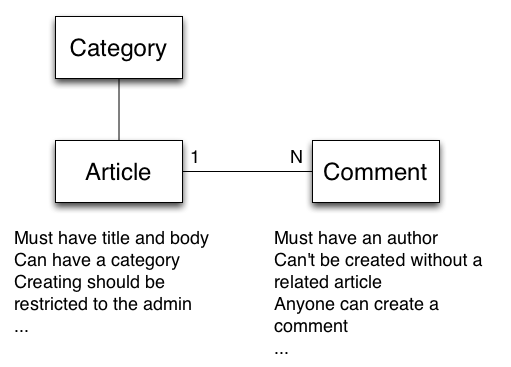 Category
Article
1
N
Comment
Must have title and body
Can have a category
Creating should be
restricted to the admin
...
Must have an author
Can't be created without a
related article
Anyone can create a
comment
...